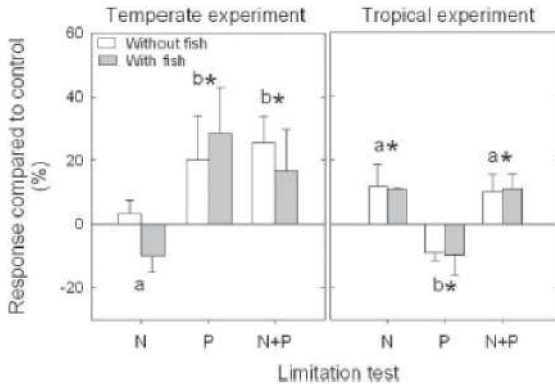 Temperate experiment
Tropical experiment
Response compared to control
(%)
60
40
20
0
-20
Without fish
With fish
a
b*
b*
a*
b*
a*
N
P
N+P
N
P
N+P
Limitation test